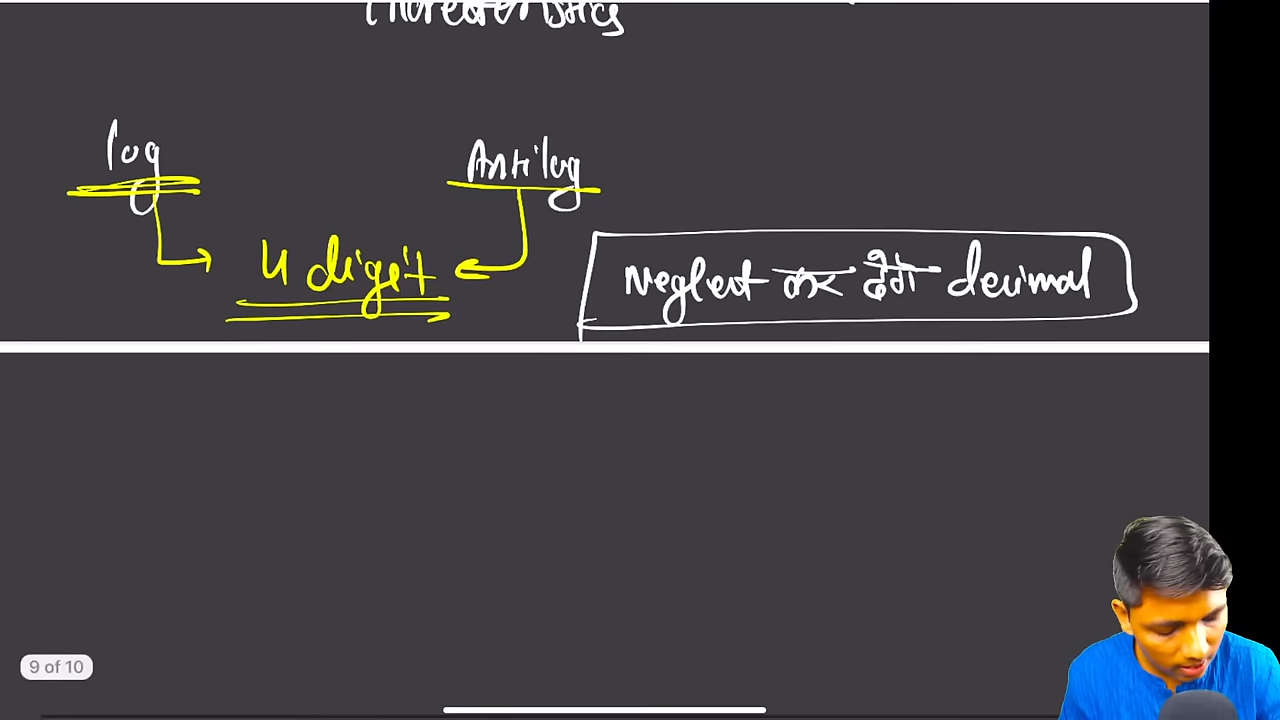 log Antilog
4 digit
Neglect कर देंगे decimal
9 of 10